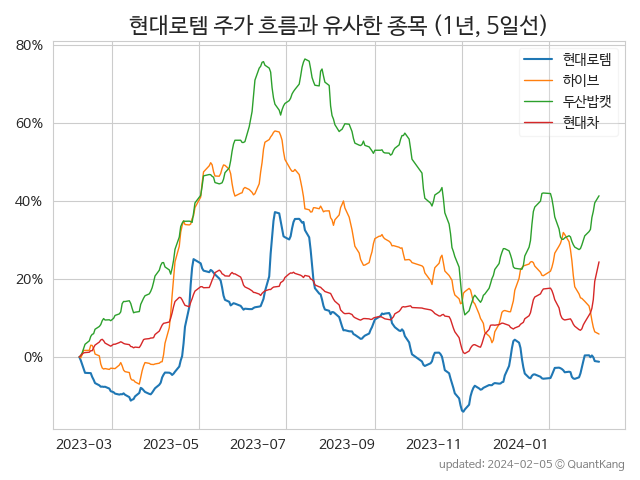 현대로템 주가 흐름과 유사한 종목 (1년, 5일선)
80%
60%
40%
20%
0%
현대로템
하이브
두산밥캣
현대차
2023-03 2023-05 2023-07 2023-09 2023-11 2024-01
updated: 2024-02-05 © QuantKang